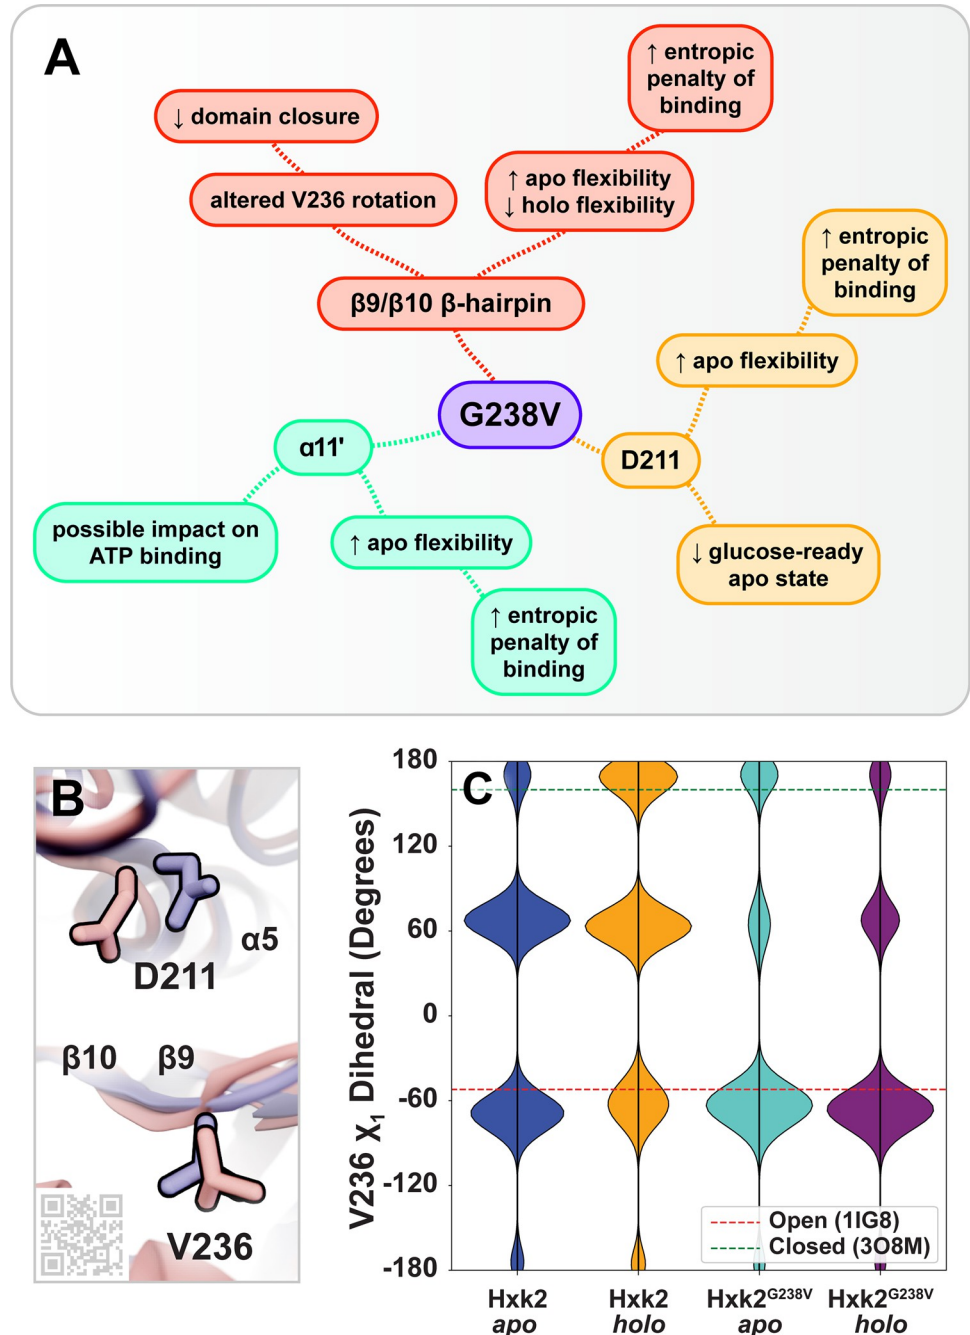 A
↑ entropic
penalty of
binding
↓ domain closure
altered V236 rotation
↑ apo flexibility
↓ holo flexibility
↑ entropic
penalty of
binding
β9/β10 β-hairpin
↑ apo flexibility
G238V
α11'
D211
possible impact on
ATP binding
↑ apo flexibility
↓ glucose-ready
apo state
↑ entropic
penalty of
binding
B
α5
D211
β10 β9
V236
C
V236 χ1 Dihedral (Degrees)
180
120
60
0
-60
-120
-180
Open (1IG8)
Closed (3O8M)
Hxk2
apo
Hxk2
holo
Hxk2G238V
apo
Hxk2G238V
holo